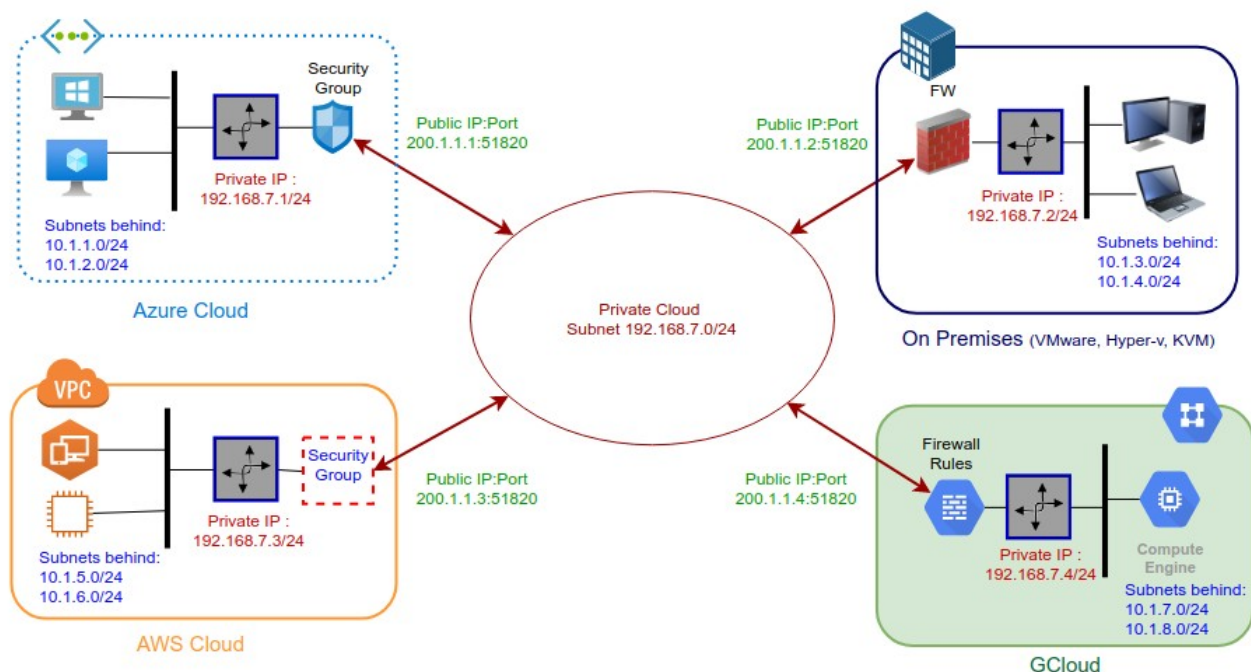 Security
Group
Public IP:Port
200.1.1.1:51820
Private IP :
192.168.7.1/24
Subnets behind:
10.1.1.0/24
10.1.2.0/24
Azure Cloud
FW
Public IP:Port
200.1.1.2:51820
Private IP :
192.168.7.2/24
Subnets behind:
10.1.3.0/24
10.1.4.0/24
On Premises (VMware, Hyper-v, KVM)
Private Cloud
Subnet 192.168.7.0/24
VPC
Security
Group
Public IP:Port
200.1.1.3:51820
Private IP :
192.168.7.3/24
Subnets behind:
10.1.5.0/24
10.1.6.0/24
AWS Cloud
Public IP:Port
200.1.1.4:51820
Firewall
Rules
Private IP :
192.168.7.4/24
Compute
Engine
Subnets behind:
10.1.7.0/24
10.1.8.0/24
GCloud